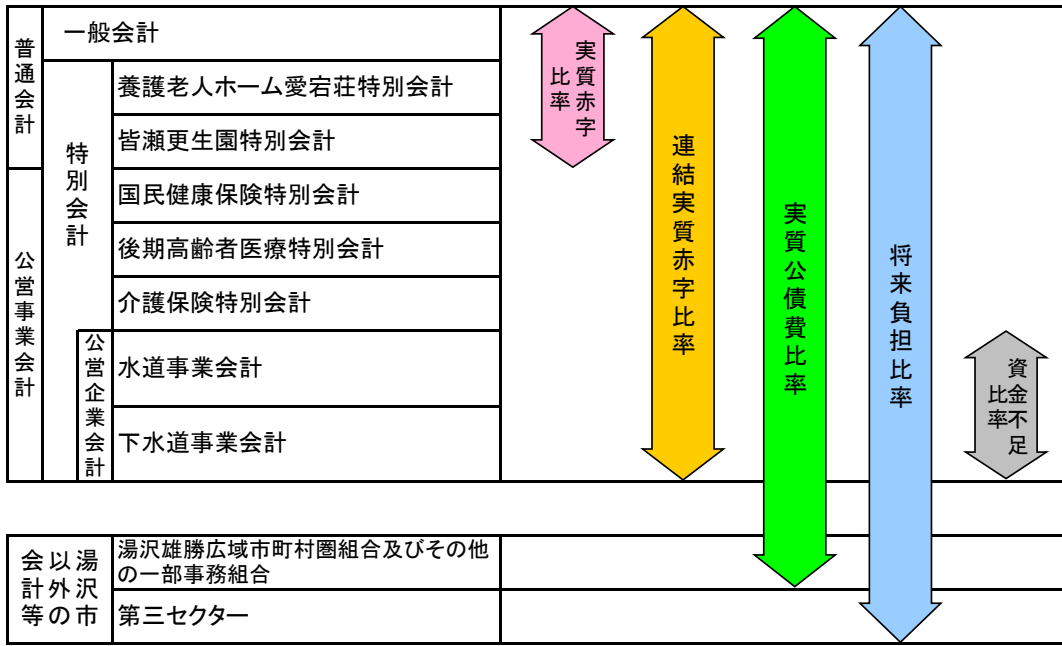 普通会計
一般会計
特別会計
養護老人ホーム愛宕荘特別会計
皆瀬更生園特別会計
公営事業会計
国民健康保険特別会計
後期高齢者医療特別会計
介護保険特別会計
公営企業会計
水道事業会計
下水道事業会計
実質赤字
比率
連結実質赤字比率
実質公債費比率
将来負担比率
資金不足
比率
湯沢市
以外の
会計等
湯沢雄勝広域市町村圏組合及びその他
の一部事務組合
第三セクター